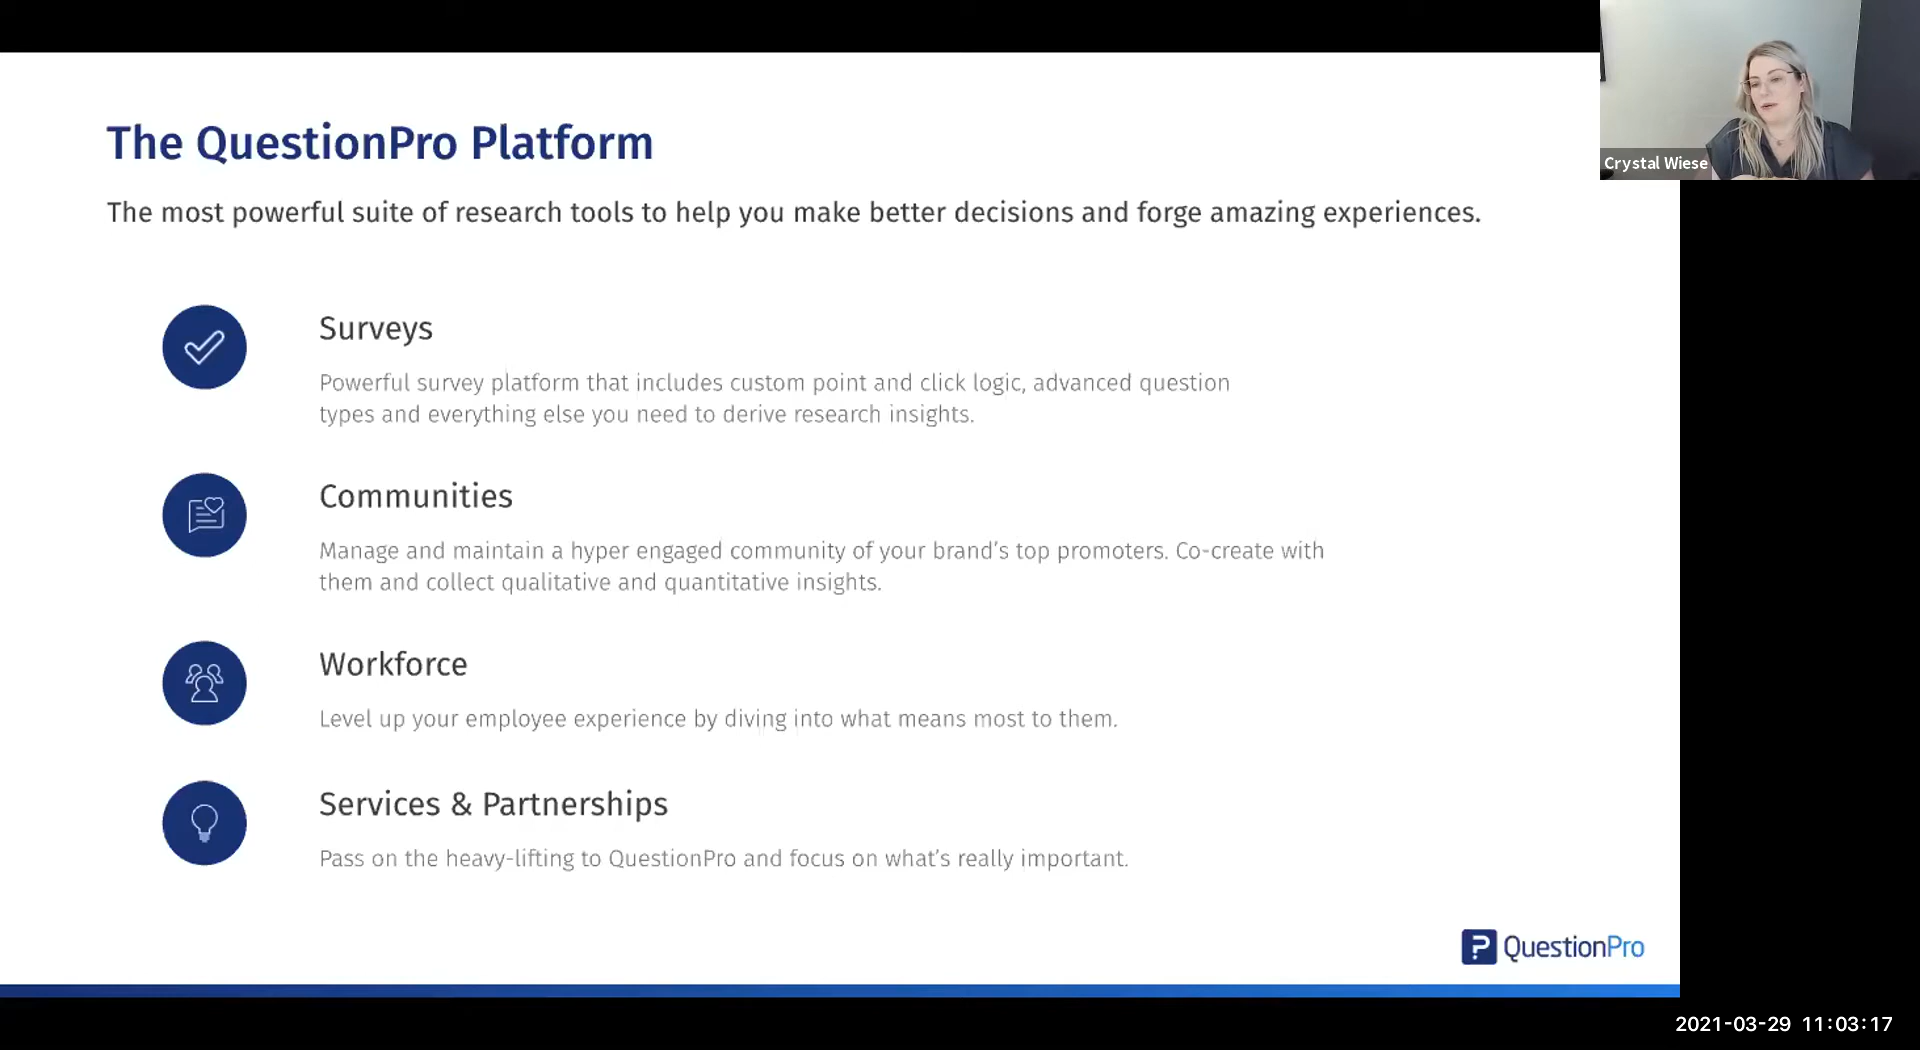 The QuestionPro Platform
The most powerful suite of research tools to help you make better decisions and forge amazing experiences.
Surveys
Powerful survey platform that includes custom point and click logic, advanced question
types and everything else you need to derive research insights.
Communities
Manage and maintain a hyper engaged community of your brand’s top promoters. Co-create with
them and collect qualitative and quantitative insights.
Workforce
Level up your employee experience by diving into what means most to them.
Services & Partnerships
Pass on the heavy-lifting to QuestionPro and focus on what’s really important.
QuestionPro
Crystal Wiese
2021-03-29 11:03:17